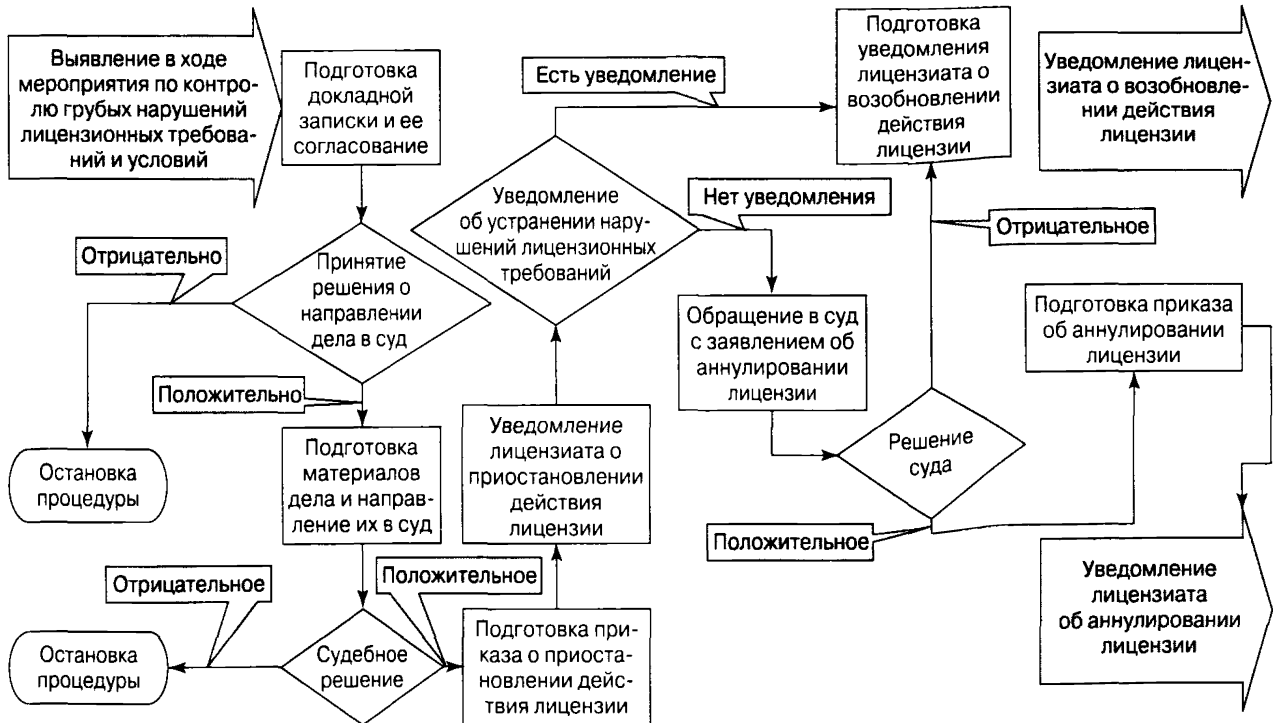 Выявление в ходе
мероприятия по контро-
лю грубых нарушений
лицензионных требова-
ний и условий
Подготовка
докладной
записки и ее
согласование
Отрицательно
Принятие
решения о
направлении
дела в суд
Положительно
Остановка
процедуры
Подготовка
материалов
дела и направ-
ление их в суд
Отрицательное
Положительное
Остановка
процедуры
Судебное
решение
Подготовка при-
каза о приоста-
новлении дейс-
твия лицензии
Уведомление
лицензиата о
приостановлении
действия
лицензии
Уведомление
об устранении нару-
шений лицензионных
требований
Есть уведомление
Нет уведомления
Подготовка
уведомления
лицензиата о
возобновлении
действия
лицензии
Уведомление лицен-
зиата о возобновле-
нии действия
лицензии
Отрицательное
Обращение в суд
с заявлением об
аннулировании
лицензии
Решение
суда
Положительное
Подготовка приказа
об аннулировании
лицензии
Уведомление
лицензиата
об аннулировании
лицензии